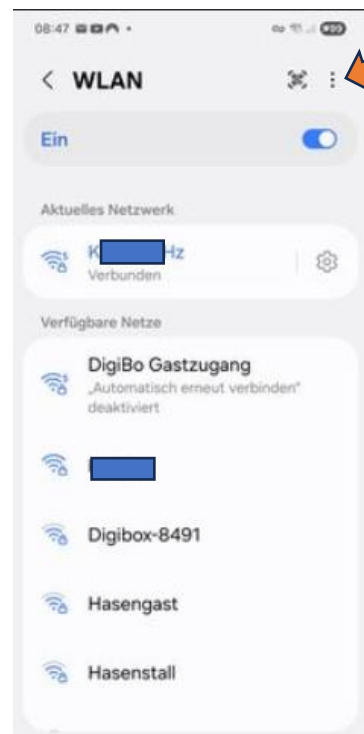 08:47
WLAN
Ein
Aktuelles Netzwerk
K Hz
Verbunden
Verfügbare Netze
DigiBo Gastzugang
„Automatisch erneut verbinden“
deaktiviert
Digibox-8491
Hasengast
Hasenstall